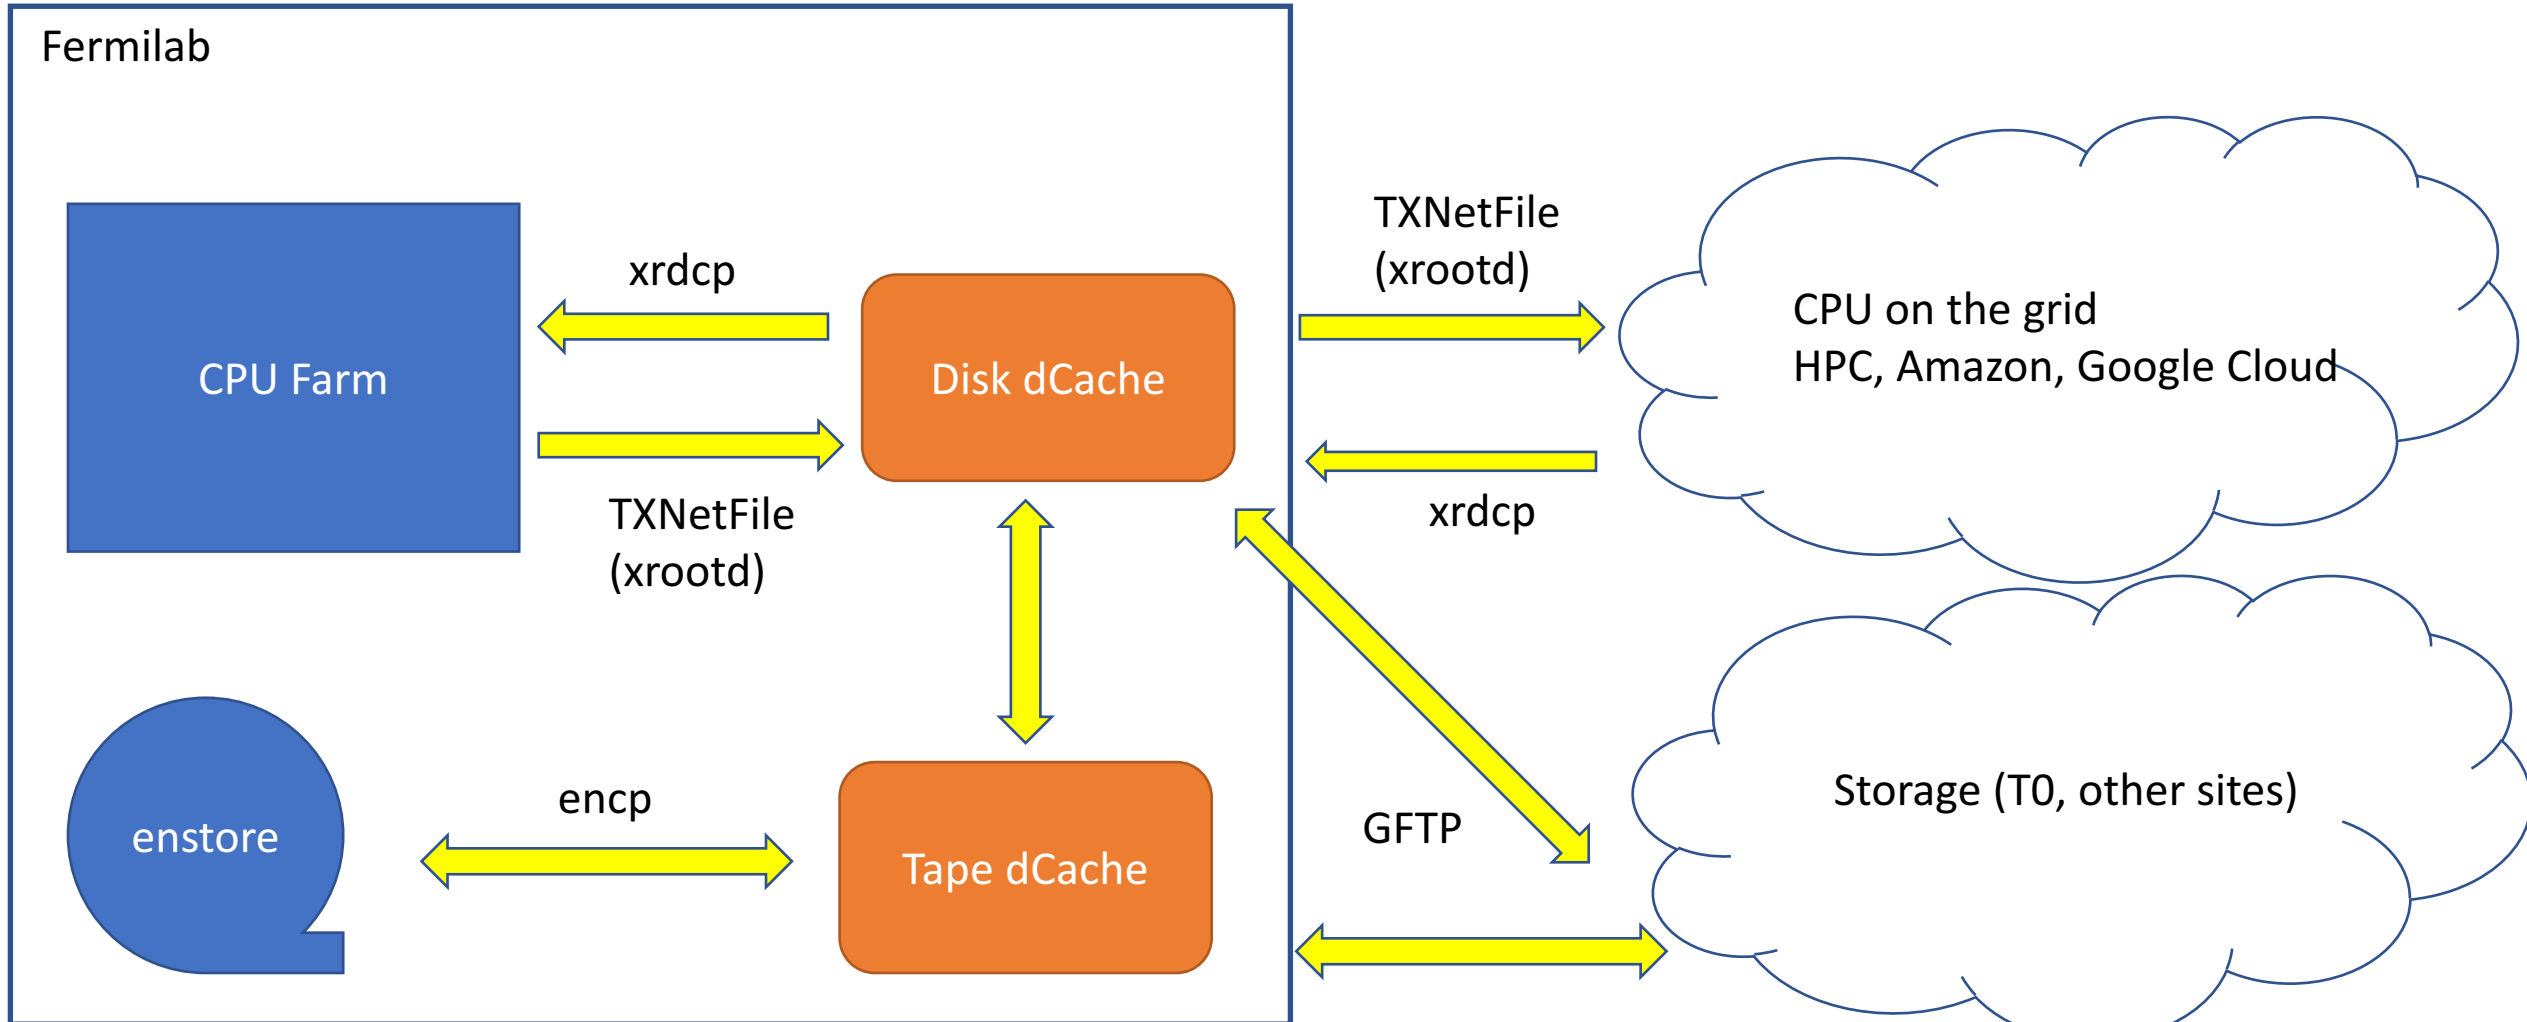 Fermilab
TXNetFile
(xrootd)
xrdcp
CPU on the grid
HPC, Amazon, Google Cloud
CPU Farm
Disk dCache
TXNetFile
(xrootd)
xrdcp
encp
Storage (T0, other sites)
GFTP
enstore
Tape dCache